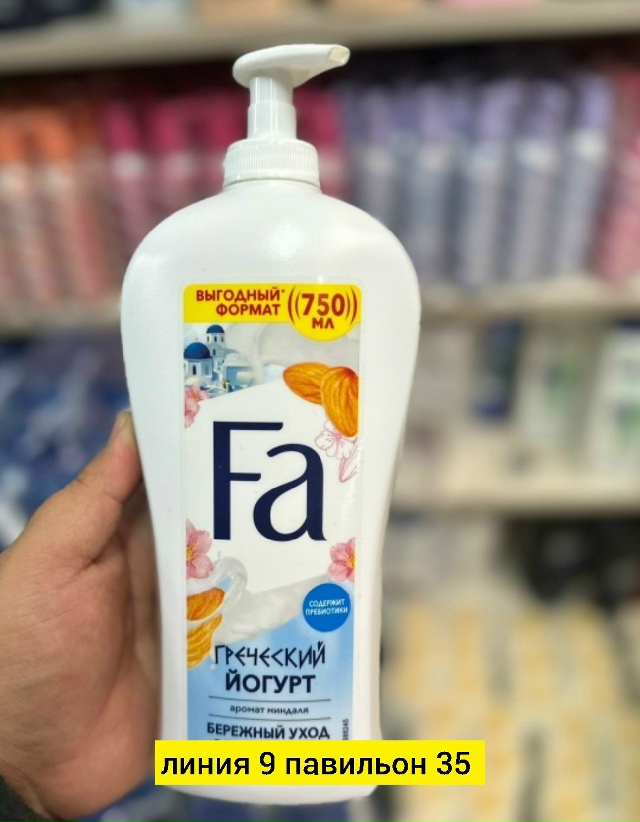 ВЫГОДНЫЙ*
ФОРМАТ
750
МЛ
Fa
СОДЕРЖИТ
ПРЕБИОТИКИ
ГРЕЧЕСКИЙ
ЙОГУРТ
аромат миндаля
БЕРЕЖНЫЙ УХОД
линия 9 павильон 35